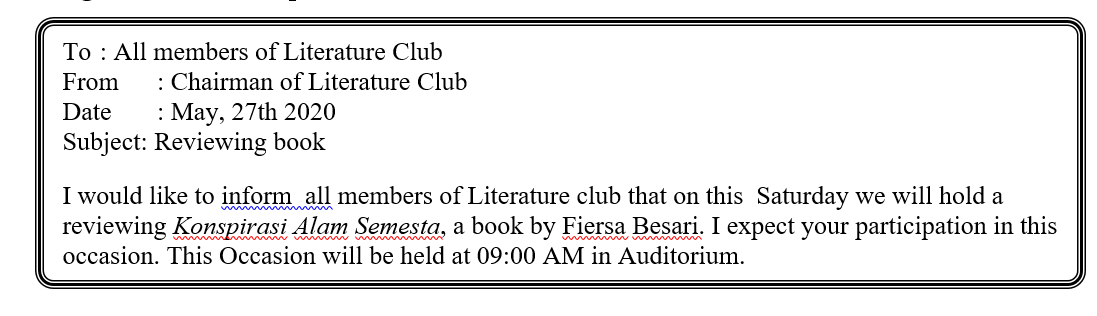 To : All members of Literature Club
From : Chairman of Literature Club
Date : May, 27th 2020
Subject: Reviewing book
I would like to inform  all members of Literature club that on this  Saturday we will hold a
reviewing Konspirasi Alam Semesta, a book by Fiersa Besari. I expect your participation in this
occasion. This Occasion will be held at 09:00 AM in Auditorium.